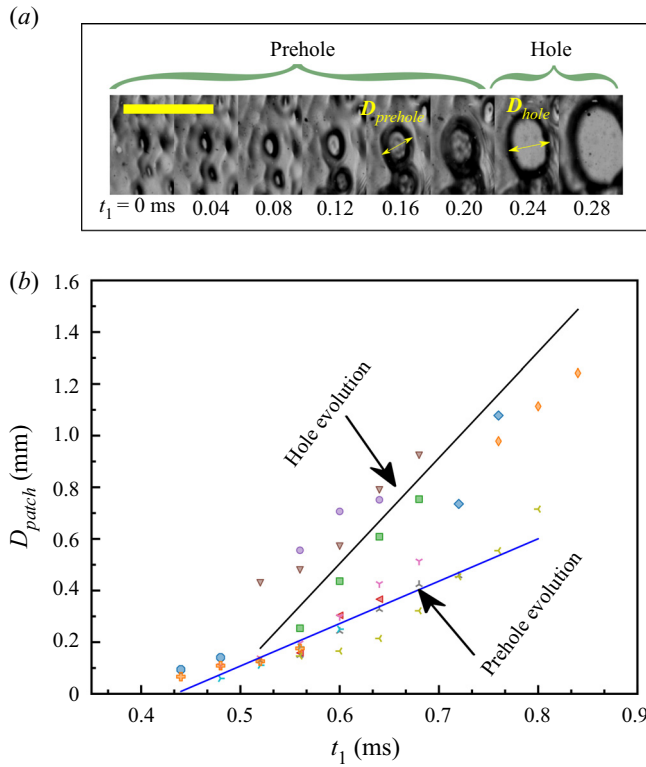 (a)
Prehole Hole
D_prehole D_hole
t₁ = 0 ms 0.04 0.08 0.12 0.16 0.20 0.24 0.28
(b)
1.6
1.4
1.2
1.0
0.8
0.6
0.4
0.2
0
D_patch (mm)
Hole evolution
Prehole evolution
0.4 0.5 0.6 0.7 0.8 0.9
t₁ (ms)